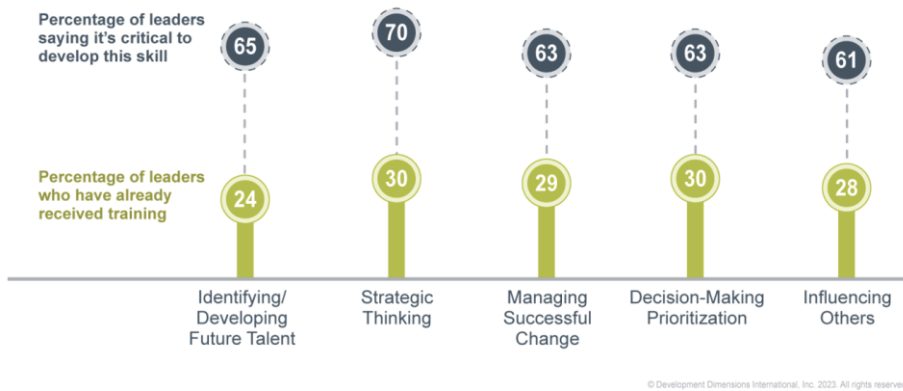 Percentage of leaders
saying it's critical to
develop this skill
65
70
63
63
61
Percentage of leaders
who have already
received training
24
30
29
30
28
Identifying/
Developing
Future Talent
Strategic
Thinking
Managing
Successful
Change
Decision-Making
Prioritization
Influencing
Others
© Development Dimensions International, Inc. 2023. All rights reserved